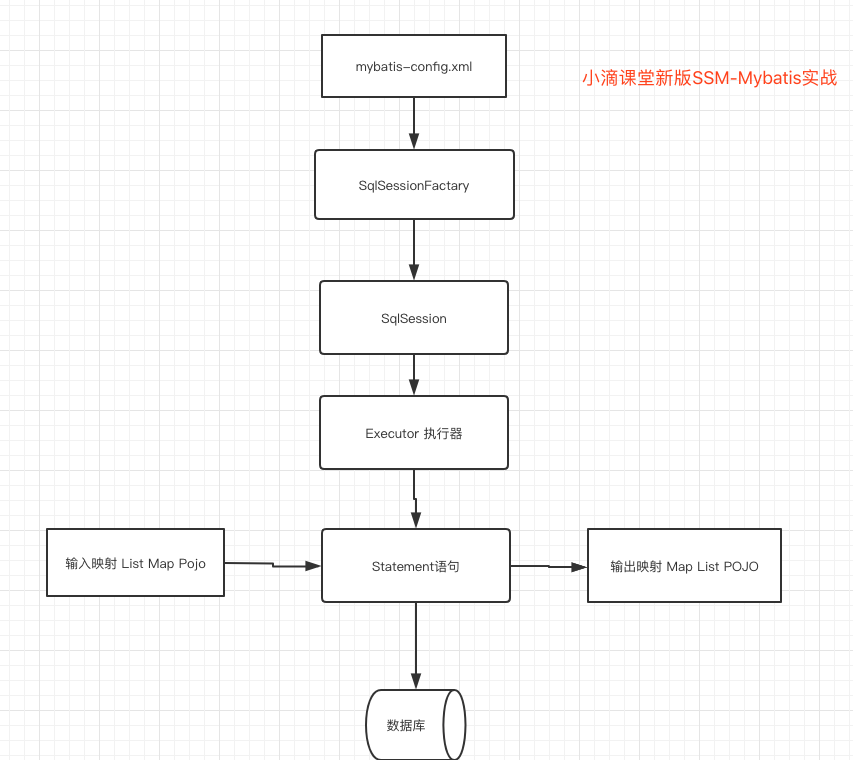 mybatis-config.xml
小滴课堂新版SSM-Mybatis实战
SqlSessionFactary
SqlSession
Executor 执行器
输入映射 List Map Pojo
Statement语句
输出映射 Map List POJO
数据库